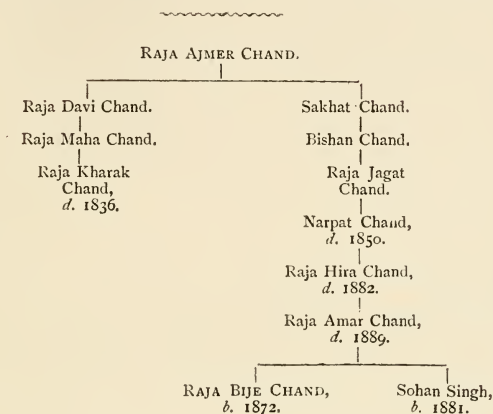 RAJA AJMER CHAND.
Raja Davi Chand.
Raja Maha Chand.
Raja Kharak
Chand,
d. 1836.
Sakhat Chand.
Bishan Chand.
Raja Jagat
Chand.
Narpat Chand,
d. 1850.
Raja Hira Chand,
d. 1882.
Raja Amar Chand,
d. 1889.
RAJA BIJE CHAND,
b. 1872.
Sohan Singh,
b. 1881.